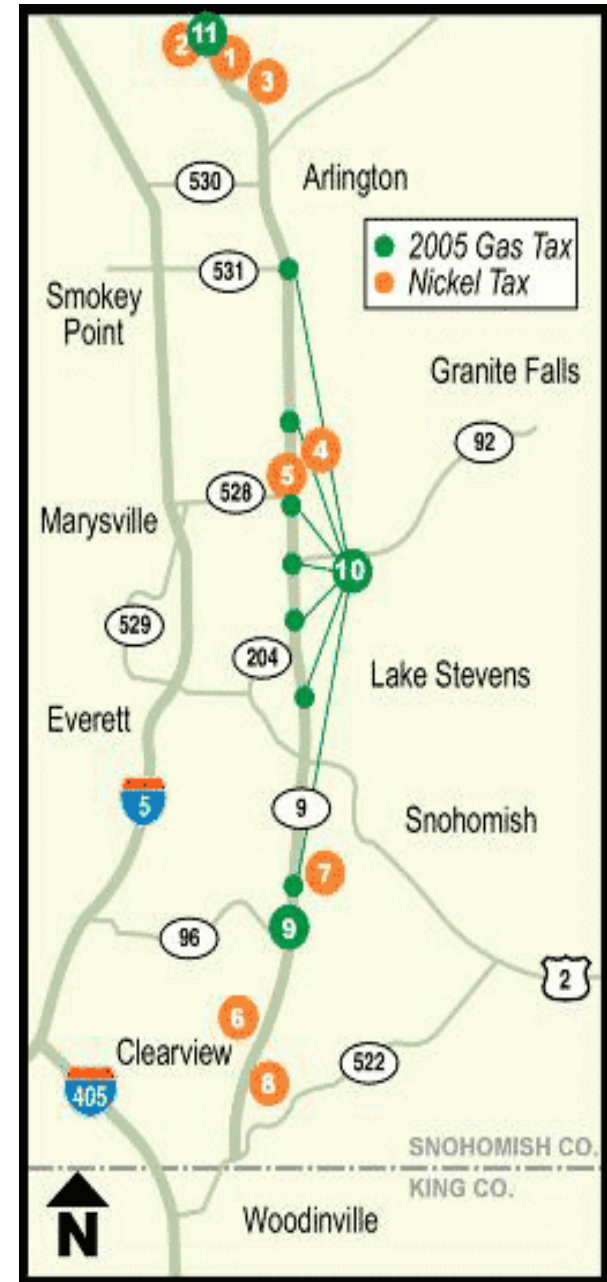 11
2
1
3
530
Arlington
2005 Gas Tax
Nickel Tax
531
Smokey
Point
Granite Falls
4
92
5
528
Marysville
10
529
204
Lake Stevens
Everett
5
9
Snohomish
7
9
96
2
6
Clearview
522
8
405
SNOHOMISH CO.
KING CO.
N
Woodinville